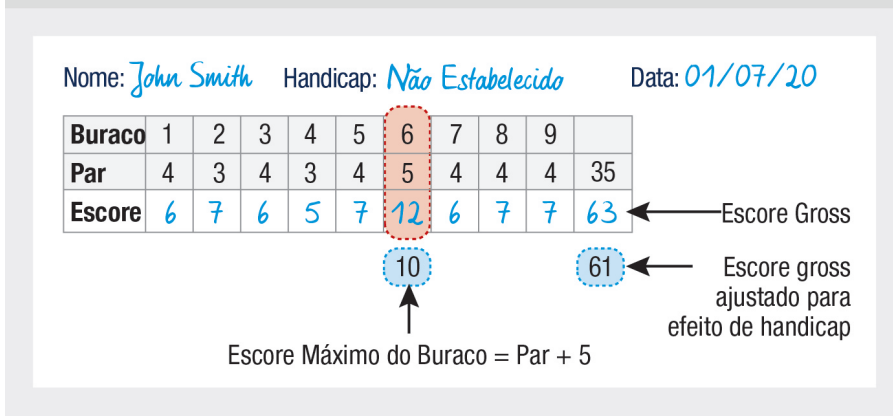 Nome: John Smith Handicap: Não Estabelecido Data: 01/07/20
Buraco 1 2 3 4 5 6 7 8 9
Par 4 3 4 3 4 5 4 4 4 35
Escore 6 7 6 5 7 12 6 7 7 63 Escore Gross
10 61 Escore gross
ajustado para
efeito de handicap
Escore Máximo do Buraco = Par + 5